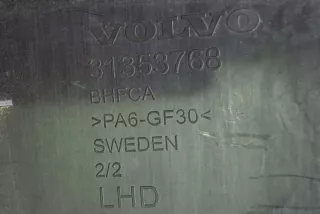 VOLVO
31353768
BHFCA
>PA6-GF30<
SWEDEN
2/2
LHD